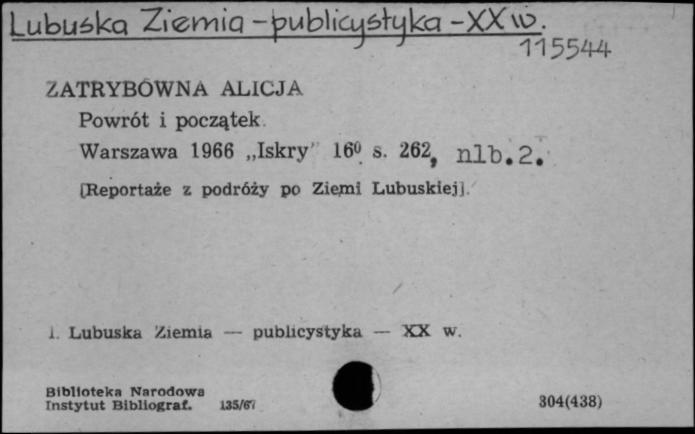 Lubuska Ziemia - publicystyka - XX w.
115544
ZATRYBÓWNA ALICJA
Powrót i początek.
Warszawa 1966 „Iskry” 16⁰ s. 262, nlb.2.
[Reportaże z podróży po Ziemi Lubuskiej].
1. Lubuska Ziemia — publicystyka — XX w.
Biblioteka Narodowa
Instytut Bibliograf. 135/67
304(438)